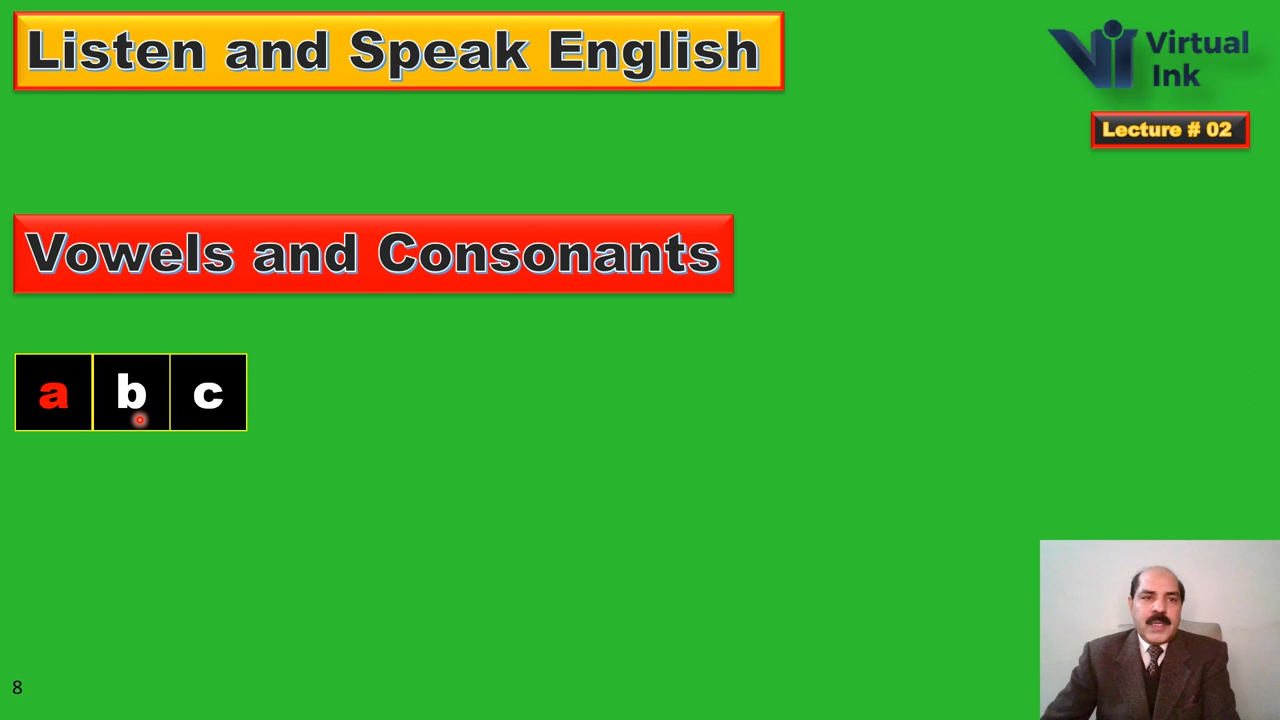 Listen and Speak English
Virtual
Ink
Lecture # 02
Vowels and Consonants
a b c
8